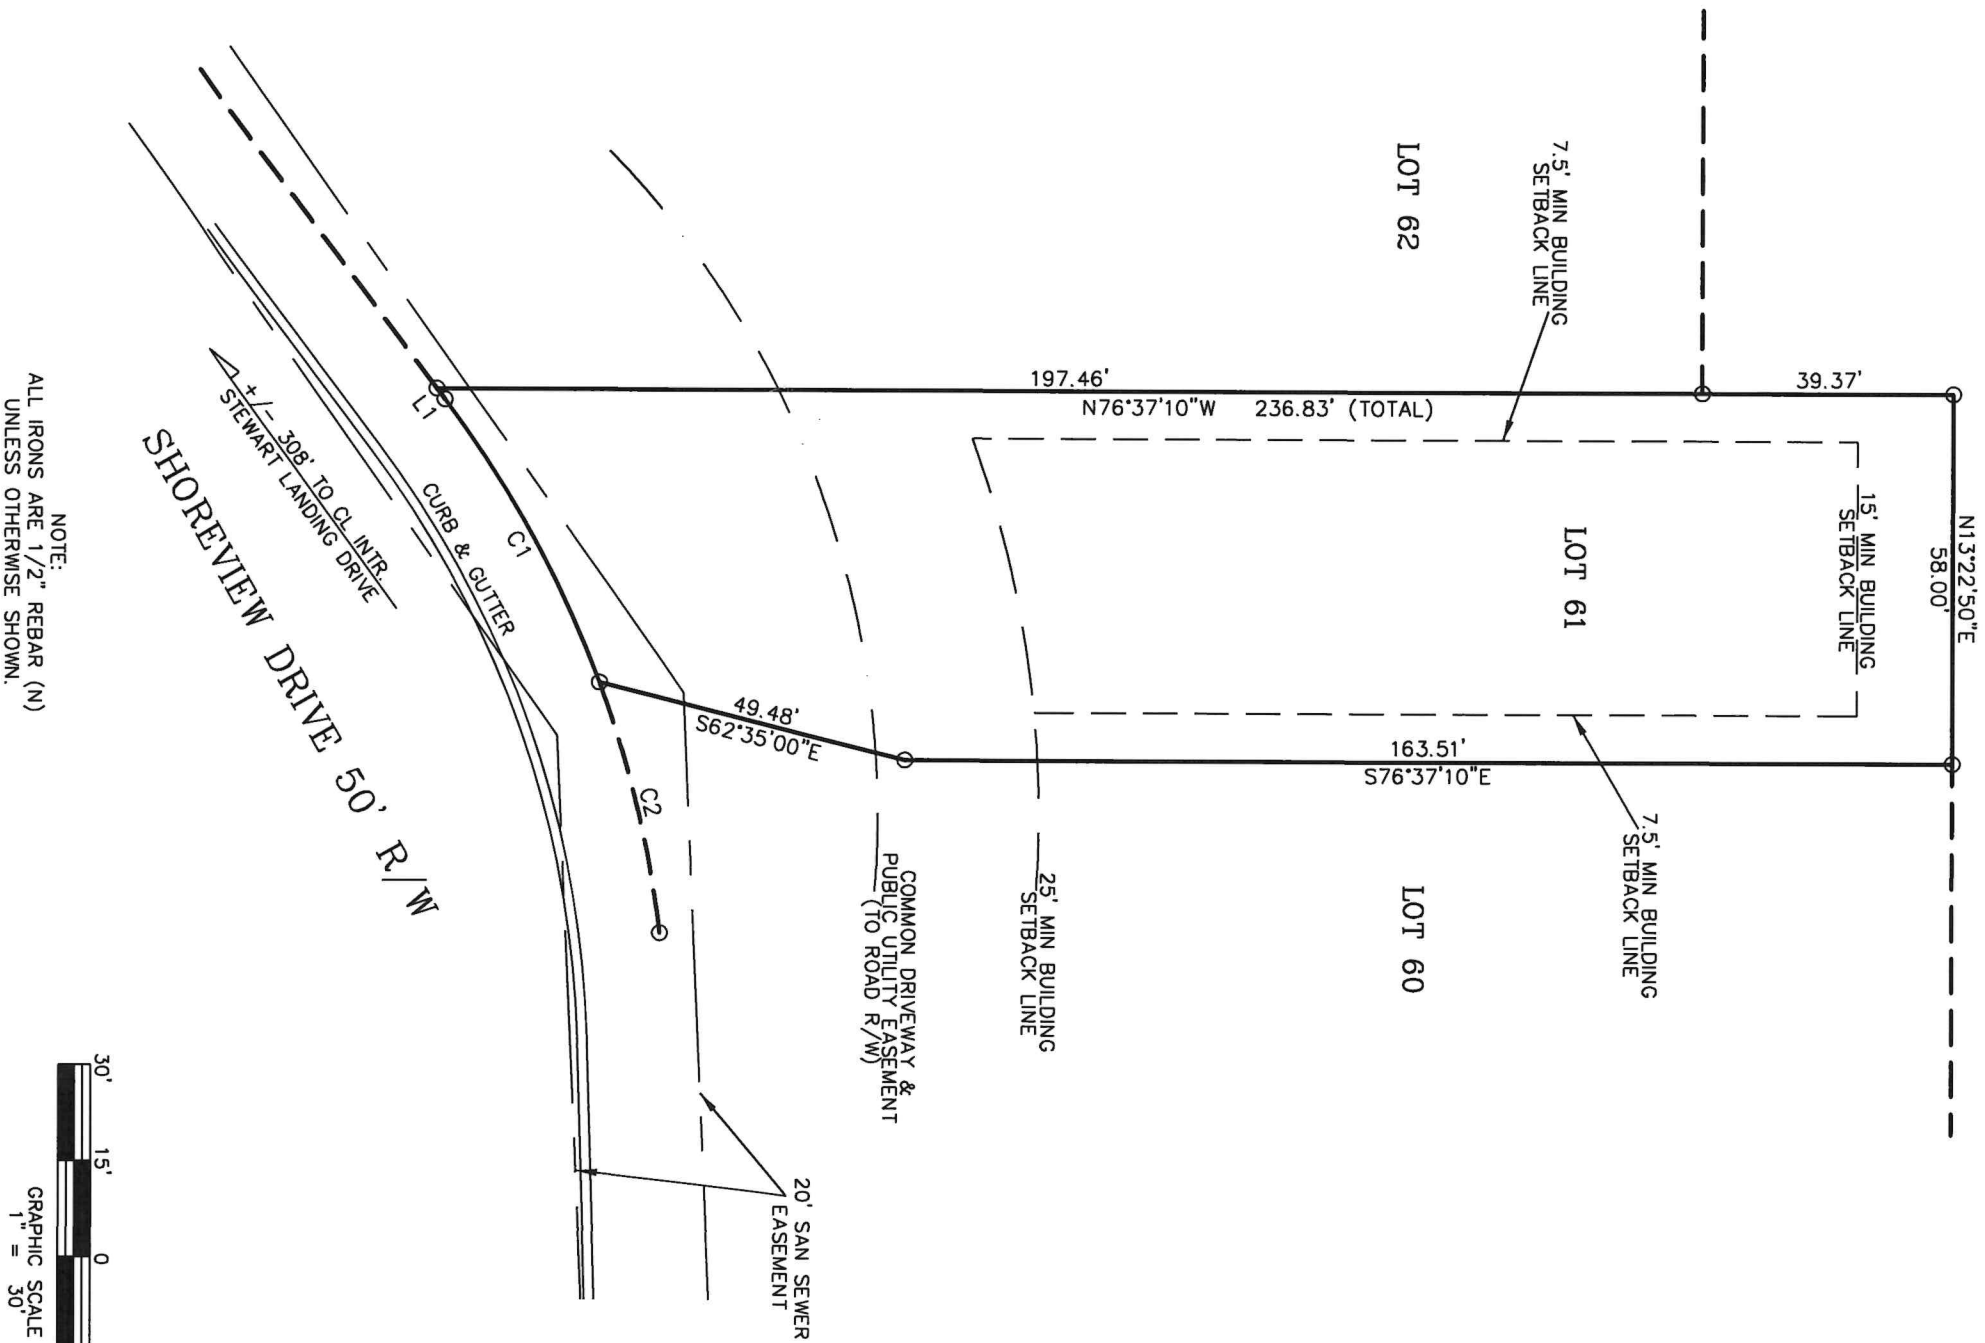 LOT 62
7.5' MIN BUILDING
SETBACK LINE
39.37'
197.46'
N76°37'10"W 236.83' (TOTAL)
N13°22'50"E
58.00'
15' MIN BUILDING
SETBACK LINE
LOT 61
L1
C1
CURB & GUTTER
+/- 308' TO CL INTR.
STEWART LANDING DRIVE
SHOREVIEW DRIVE 50' R/W
49.48'
S62°35'00"E
C2
163.51'
S76°37'10"E
7.5' MIN BUILDING
SETBACK LINE
LOT 60
25' MIN BUILDING
SETBACK LINE
COMMON DRIVEWAY &
PUBLIC UTILITY EASEMENT
(TO ROAD R/W)
20' SAN SEWER
EASEMENT
NOTE:
ALL IRONS ARE 1/2" REBAR (N)
UNLESS OTHERWISE SHOWN.
30' 15' 0
GRAPHIC SCALE
1" = 30'